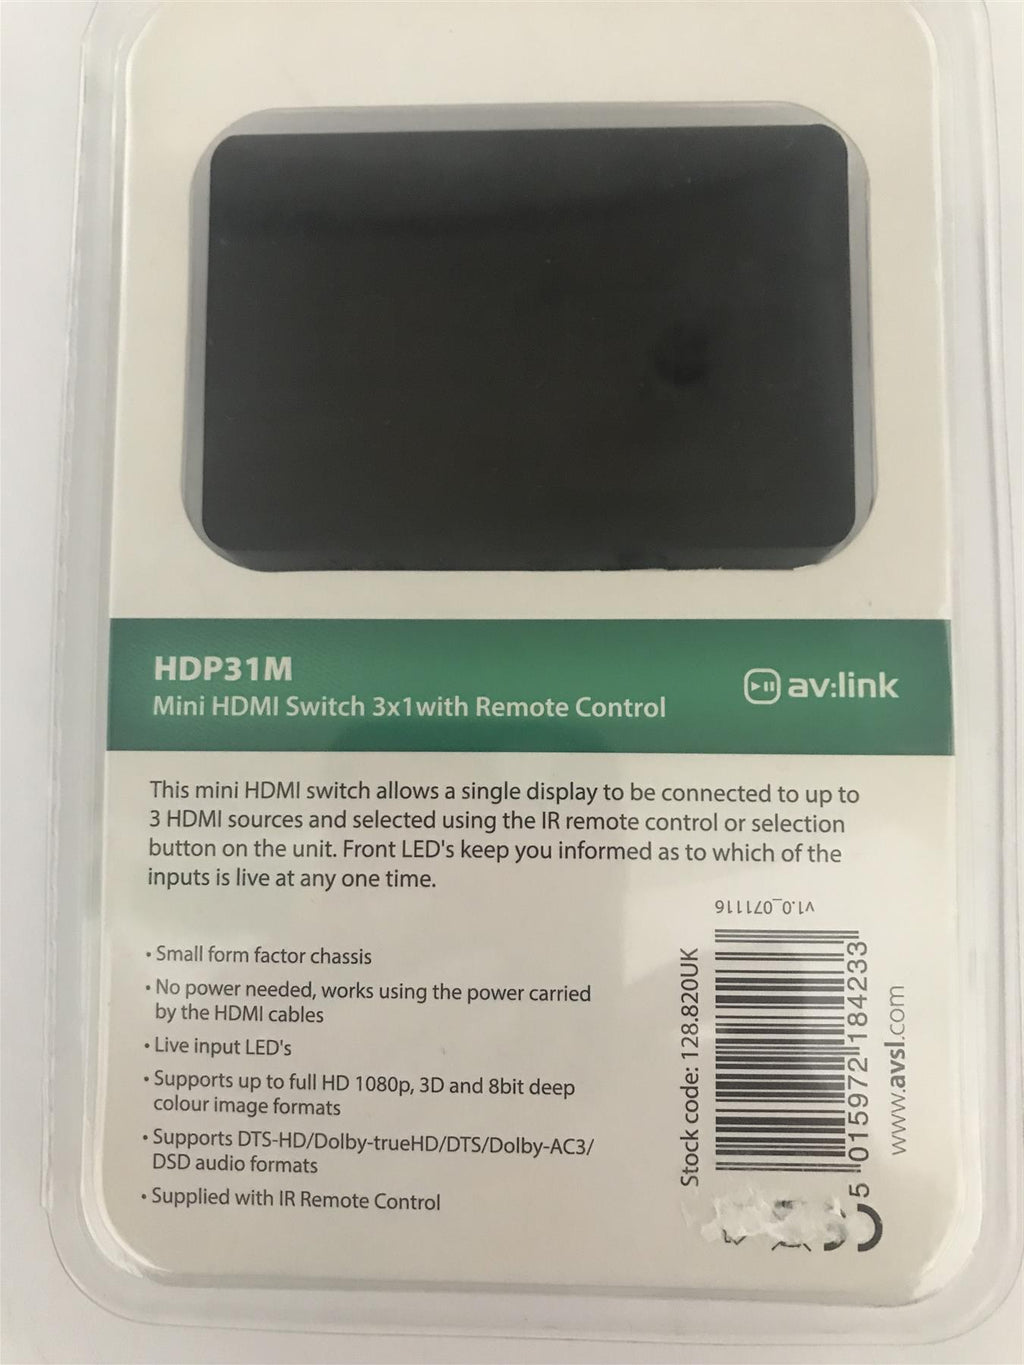 HDP31M
Mini HDMI Switch 3x1with Remote Control
av:link
This mini HDMI switch allows a single display to be connected to up to
3 HDMI sources and selected using the IR remote control or selection
button on the unit. Front LED's keep you informed as to which of the
inputs is live at any one time.
• Small form factor chassis
• No power needed, works using the power carried
by the HDMI cables
• Live input LED's
• Supports up to full HD 1080p, 3D and 8bit deep
colour image formats
• Supports DTS-HD/Dolby-trueHD/DTS/Dolby-AC3/
DSD audio formats
• Supplied with IR Remote Control
v1.0_071116
Stock code: 128.820UK
5 015972 184233
www.avsl.com
CE